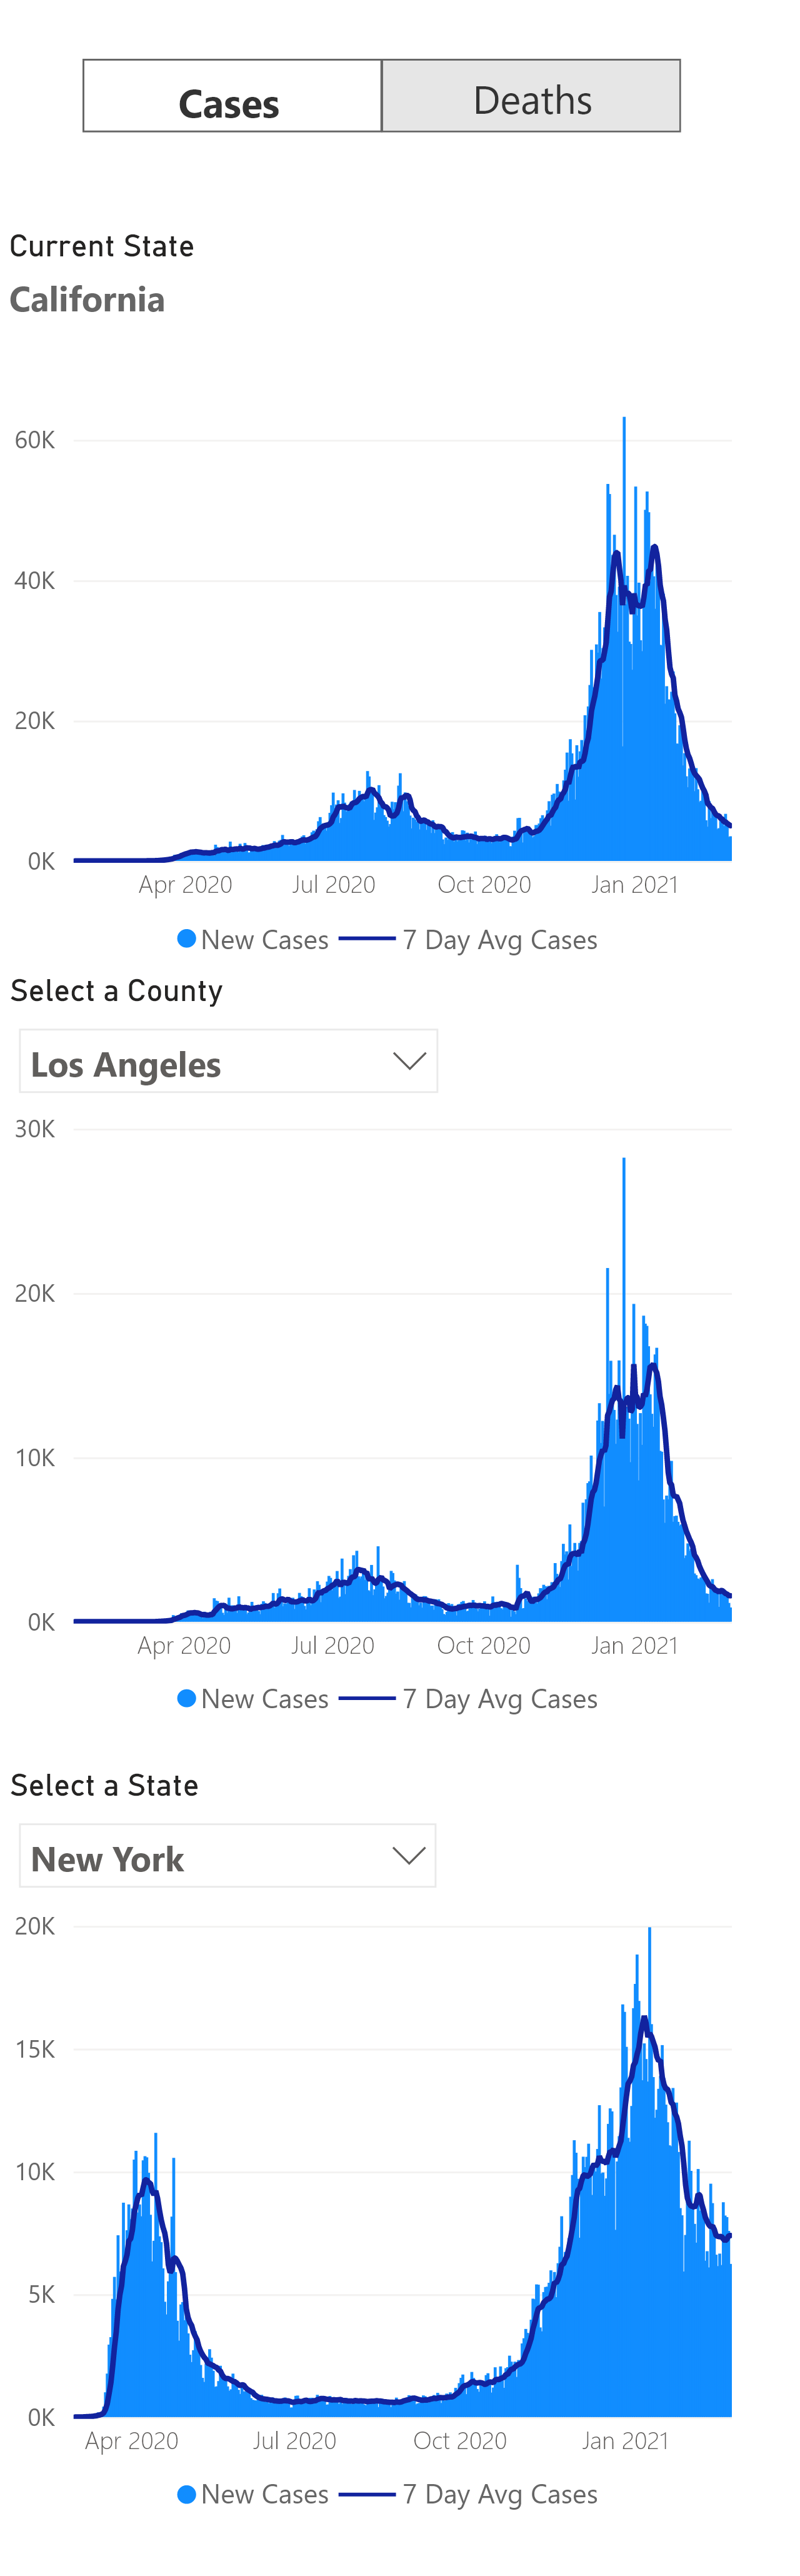 Cases Deaths
Current State
California
60K
40K
20K
0K
Apr 2020 Jul 2020 Oct 2020 Jan 2021
New Cases 7 Day Avg Cases
Select a County
Los Angeles
30K
20K
10K
0K
Apr 2020 Jul 2020 Oct 2020 Jan 2021
New Cases 7 Day Avg Cases
Select a State
New York
20K
15K
10K
5K
0K
Apr 2020 Jul 2020 Oct 2020 Jan 2021
New Cases 7 Day Avg Cases